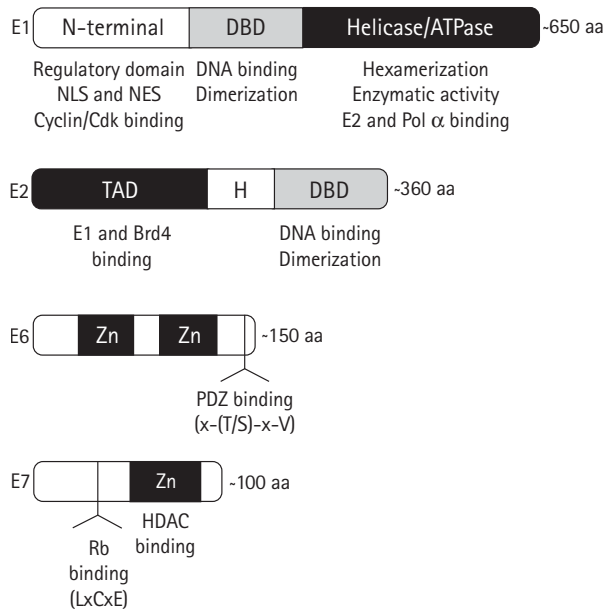 E1 N-terminal DBD Helicase/ATPase ~650 aa
Regulatory domain DNA binding Hexamerization
NLS and NES Dimerization Enzymatic activity
Cyclin/Cdk binding E2 and Pol α binding
E2 TAD H DBD ~360 aa
E1 and Brd4 DNA binding
binding Dimerization
E6 Zn Zn ~150 aa
PDZ binding
(x-(T/S)-x-V)
E7 Zn ~100 aa
HDAC
binding
Rb
binding
(LxCxE)